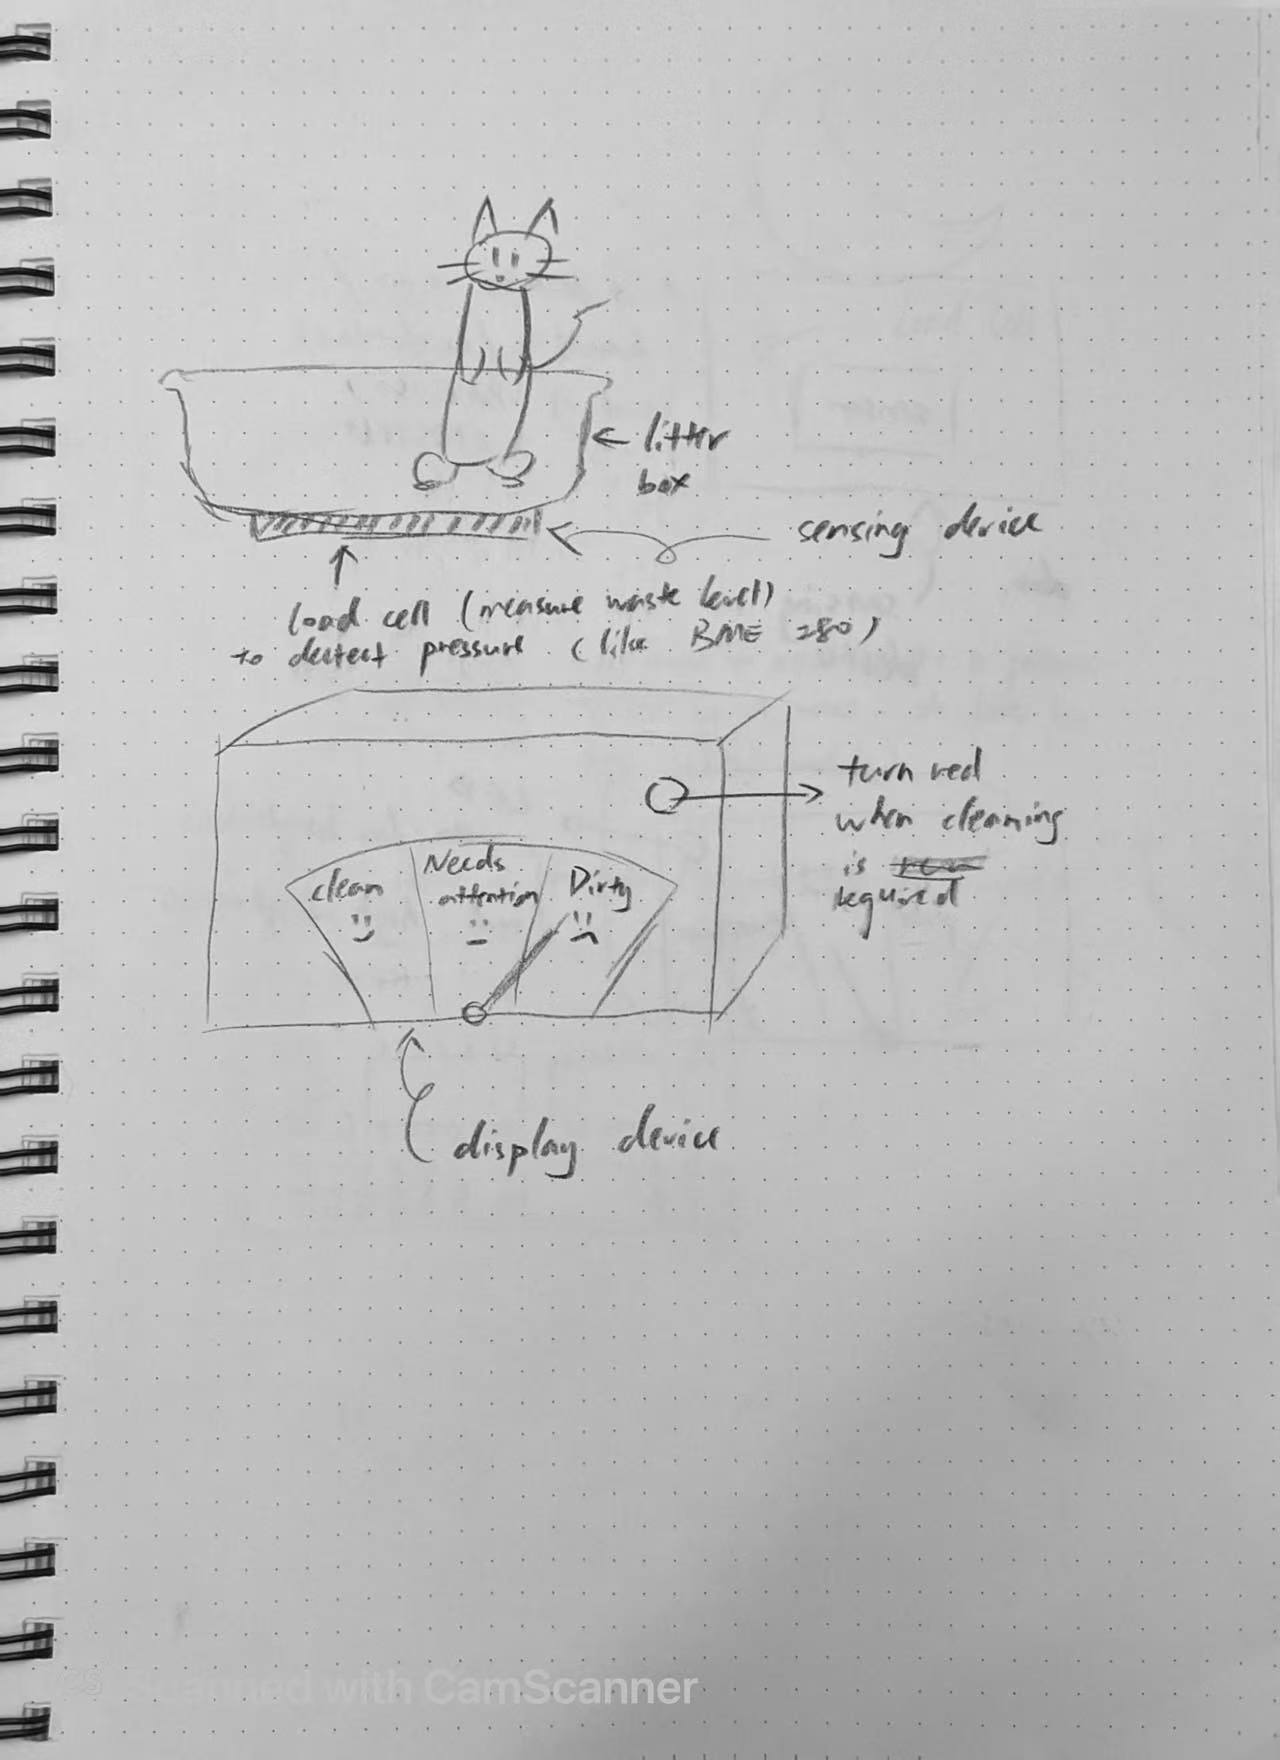 ← litter
box
sensing device
load cell (measure waste level)
to detect pressure (like BME 280)
turn red
when cleaning
is
required
clean
Needs
attention
Dirty
display device
Scanned with CamScanner